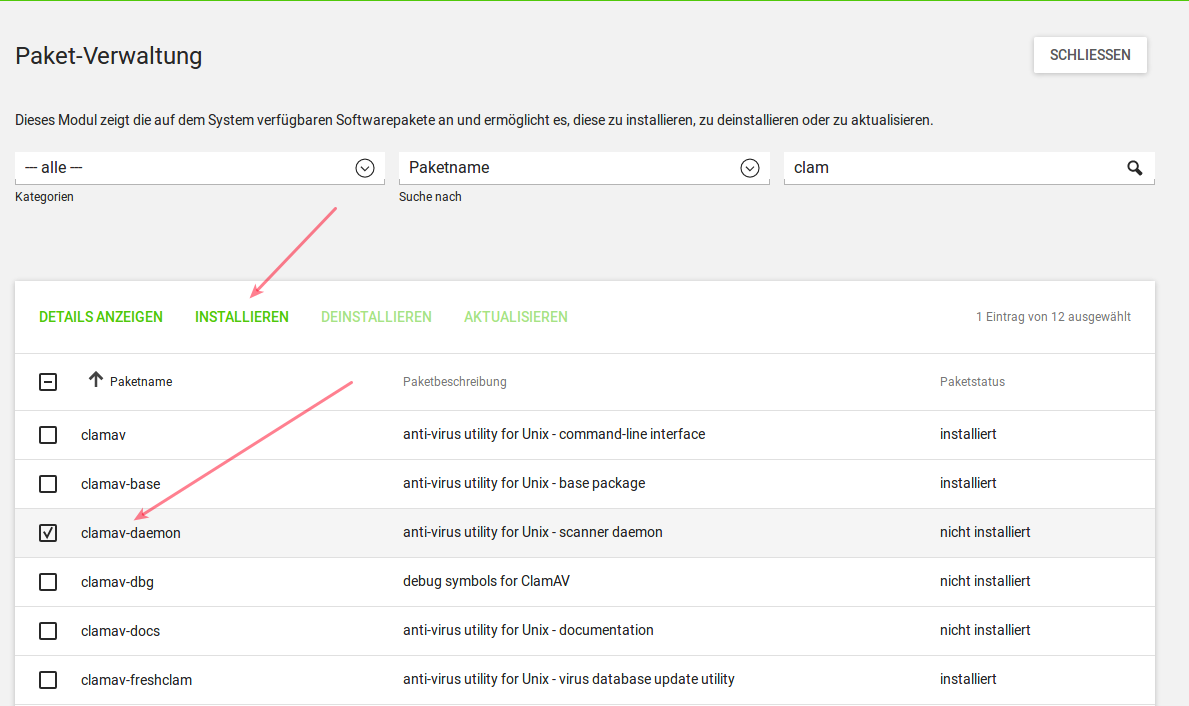 Paket-Verwaltung
SCHLIESSEN
Dieses Modul zeigt die auf dem System verfügbaren Softwarepakete an und ermöglicht es, diese zu installieren, zu deinstallieren oder zu aktualisieren.
--- alle --- Paketname clam
Kategorien Suche nach
DETAILS ANZEIGEN INSTALLIEREN DEINSTALLIEREN AKTUALISIEREN 1 Eintrag von 12 ausgewählt
Paketname Paketbeschreibung Paketstatus
clamav anti-virus utility for Unix - command-line interface installiert
clamav-base anti-virus utility for Unix - base package installiert
clamav-daemon anti-virus utility for Unix - scanner daemon nicht installiert
clamav-dbg debug symbols for ClamAV nicht installiert
clamav-docs anti-virus utility for Unix - documentation nicht installiert
clamav-freshclam anti-virus utility for Unix - virus database update utility installiert